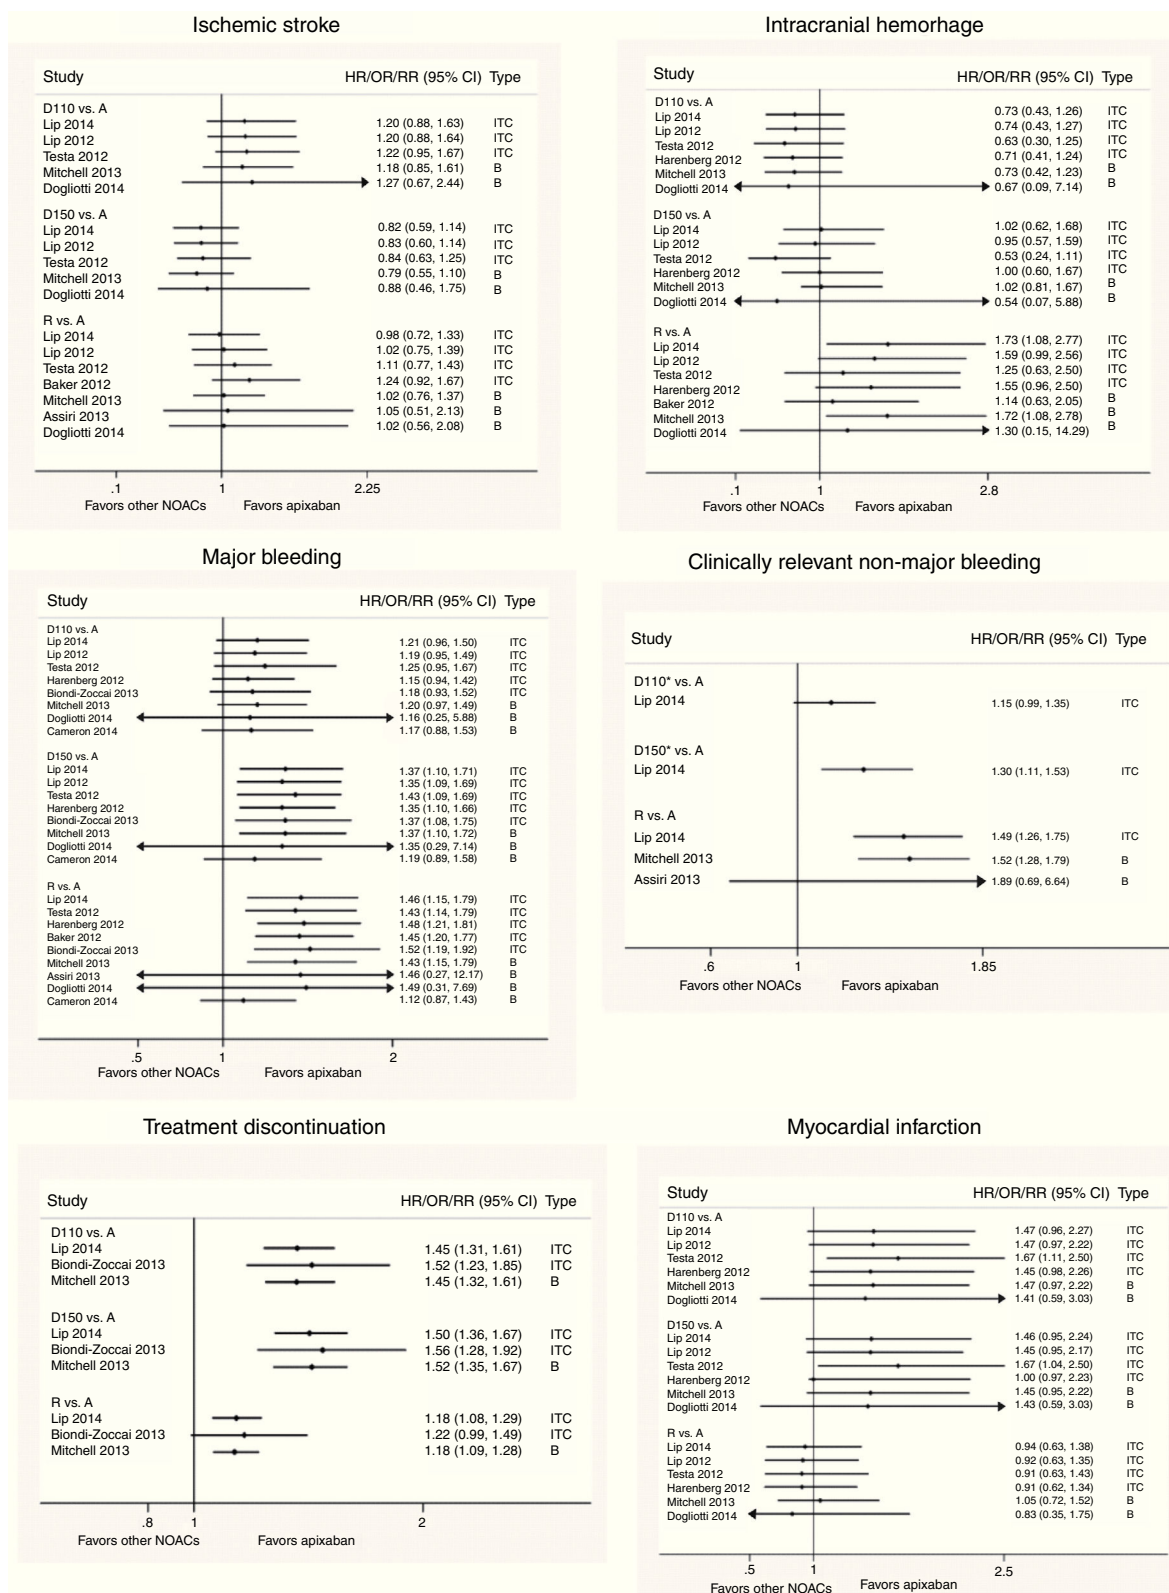 Ischemic stroke
Study HR/OR/RR (95% CI) Type
D110 vs. A
Lip 2014 1.20 (0.88, 1.63) ITC
Lip 2012 1.20 (0.88, 1.64) ITC
Testa 2012 1.22 (0.95, 1.67) ITC
Mitchell 2013 1.18 (0.85, 1.61) B
Dogliotti 2014 1.27 (0.67, 2.44) B
D150 vs. A
Lip 2014 0.82 (0.59, 1.14) ITC
Lip 2012 0.83 (0.60, 1.14) ITC
Testa 2012 0.84 (0.63, 1.25) ITC
Mitchell 2013 0.79 (0.55, 1.10) B
Dogliotti 2014 0.88 (0.46, 1.75) B
R vs. A
Lip 2014 0.98 (0.72, 1.33) ITC
Lip 2012 1.02 (0.75, 1.39) ITC
Testa 2012 1.11 (0.77, 1.43) ITC
Baker 2012 1.24 (0.92, 1.67) ITC
Mitchell 2013 1.02 (0.76, 1.37) B
Assiri 2013 1.05 (0.51, 2.13) B
Dogliotti 2014 1.02 (0.56, 2.08) B
.1 1 2.25
Favors other NOACs Favors apixaban
Intracranial hemorrhage
Study HR/OR/RR (95% CI) Type
D110 vs. A
Lip 2014 0.73 (0.43, 1.26) ITC
Lip 2012 0.74 (0.43, 1.27) ITC
Testa 2012 0.63 (0.30, 1.25) ITC
Harenberg 2012 0.71 (0.41, 1.24) ITC
Mitchell 2013 0.73 (0.42, 1.23) B
Dogliotti 2014 0.67 (0.09, 7.14) B
D150 vs. A
Lip 2014 1.02 (0.62, 1.68) ITC
Lip 2012 0.95 (0.57, 1.59) ITC
Testa 2012 0.53 (0.24, 1.11) ITC
Harenberg 2012 1.00 (0.60, 1.67) ITC
Mitchell 2013 1.02 (0.81, 1.67) B
Dogliotti 2014 0.54 (0.07, 5.88) B
R vs. A
Lip 2014 1.73 (1.08, 2.77) ITC
Lip 2012 1.59 (0.99, 2.56) ITC
Testa 2012 1.25 (0.63, 2.50) ITC
Harenberg 2012 1.55 (0.96, 2.50) ITC
Baker 2012 1.14 (0.63, 2.05) B
Mitchell 2013 1.72 (1.08, 2.78) B
Dogliotti 2014 1.30 (0.15, 14.29) B
.1 1 2.8
Favors other NOACs Favors apixaban
Major bleeding
Study HR/OR/RR (95% CI) Type
D110 vs. A
Lip 2014 1.21 (0.96, 1.50) ITC
Lip 2012 1.19 (0.95, 1.49) ITC
Testa 2012 1.25 (0.95, 1.67) ITC
Harenberg 2012 1.15 (0.94, 1.42) ITC
Biondi-Zoccai 2013 1.18 (0.93, 1.52) ITC
Mitchell 2013 1.20 (0.97, 1.49) B
Dogliotti 2014 1.16 (0.25, 5.88) B
Cameron 2014 1.17 (0.88, 1.53) B
D150 vs. A
Lip 2014 1.37 (1.10, 1.71) ITC
Lip 2012 1.35 (1.09, 1.69) ITC
Testa 2012 1.43 (1.09, 1.69) ITC
Harenberg 2012 1.35 (1.10, 1.66) ITC
Biondi-Zoccai 2013 1.37 (1.08, 1.75) ITC
Mitchell 2013 1.37 (1.10, 1.72) B
Dogliotti 2014 1.35 (0.29, 7.14) B
Cameron 2014 1.19 (0.89, 1.58) B
R vs. A
Lip 2014 1.46 (1.15, 1.79) ITC
Testa 2012 1.43 (1.14, 1.79) ITC
Harenberg 2012 1.48 (1.21, 1.81) ITC
Baker 2012 1.45 (1.20, 1.77) ITC
Biondi-Zoccai 2013 1.52 (1.19, 1.92) ITC
Mitchell 2013 1.43 (1.15, 1.79) B
Assiri 2013 1.46 (0.27, 12.17) B
Dogliotti 2014 1.49 (0.31, 7.69) B
Cameron 2014 1.12 (0.87, 1.43) B
.5 1 2
Favors other NOACs Favors apixaban
Clinically relevant non-major bleeding
Study HR/OR/RR (95% CI) Type
D110* vs. A
Lip 2014 1.15 (0.99, 1.35) ITC
D150* vs. A
Lip 2014 1.30 (1.11, 1.53) ITC
R vs. A
Lip 2014 1.49 (1.26, 1.75) ITC
Mitchell 2013 1.52 (1.28, 1.79) B
Assiri 2013 1.89 (0.69, 6.64) B
.6 1 1.85
Favors other NOACs Favors apixaban
Treatment discontinuation
Study HR/OR/RR (95% CI) Type
D110 vs. A
Lip 2014 1.45 (1.31, 1.61) ITC
Biondi-Zoccai 2013 1.52 (1.23, 1.85) ITC
Mitchell 2013 1.45 (1.32, 1.61) B
D150 vs. A
Lip 2014 1.50 (1.36, 1.67) ITC
Biondi-Zoccai 2013 1.56 (1.28, 1.92) ITC
Mitchell 2013 1.52 (1.35, 1.67) B
R vs. A
Lip 2014 1.18 (1.08, 1.29) ITC
Biondi-Zoccai 2013 1.22 (0.99, 1.49) ITC
Mitchell 2013 1.18 (1.09, 1.28) B
.8 1 2
Favors other NOACs Favors apixaban
Myocardial infarction
Study HR/OR/RR (95% CI) Type
D110 vs. A
Lip 2014 1.47 (0.96, 2.27) ITC
Lip 2012 1.47 (0.97, 2.22) ITC
Testa 2012 1.67 (1.11, 2.50) ITC
Harenberg 2012 1.45 (0.98, 2.26) ITC
Mitchell 2013 1.47 (0.97, 2.22) B
Dogliotti 2014 1.41 (0.59, 3.03) B
D150 vs. A
Lip 2014 1.46 (0.95, 2.24) ITC
Lip 2012 1.45 (0.95, 2.17) ITC
Testa 2012 1.67 (1.04, 2.50) ITC
Harenberg 2012 1.00 (0.97, 2.23) ITC
Mitchell 2013 1.45 (0.95, 2.22) B
Dogliotti 2014 1.43 (0.59, 3.03) B
R vs. A
Lip 2014 0.94 (0.63, 1.38) ITC
Lip 2012 0.92 (0.63, 1.35) ITC
Testa 2012 0.91 (0.63, 1.43) ITC
Harenberg 2012 0.91 (0.62, 1.34) ITC
Mitchell 2013 1.05 (0.72, 1.52) B
Dogliotti 2014 0.83 (0.35, 1.75) B
.5 1 2.5
Favors other NOACs Favors apixaban